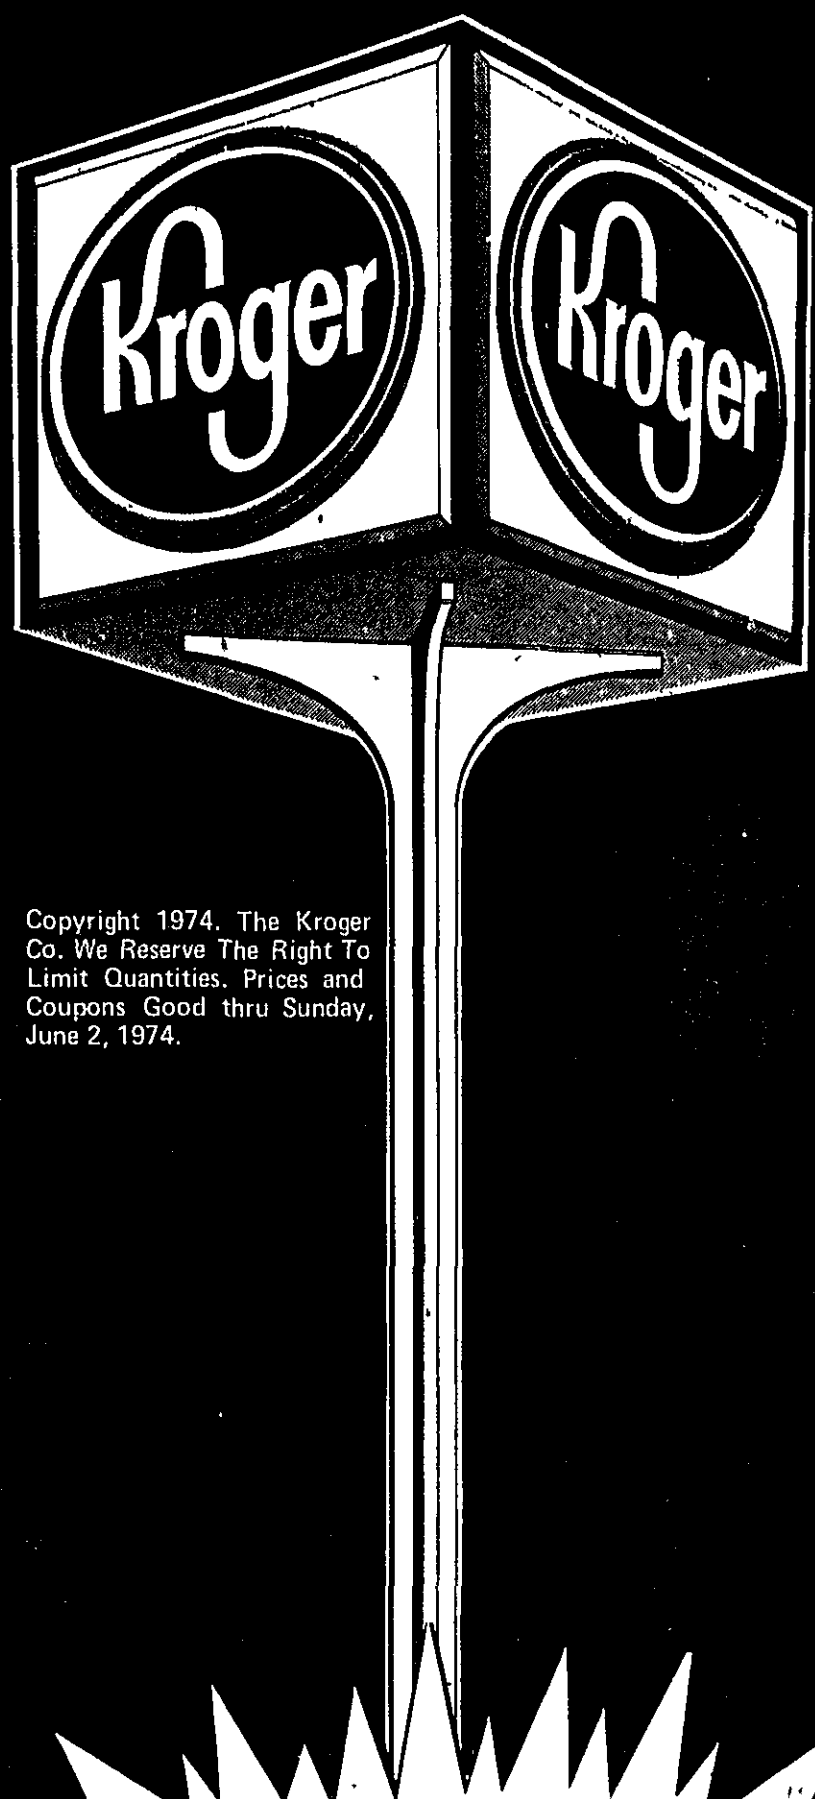 Kroger
Kroger
Copyright 1974. The Kroger
Co. We Reserve The Right To
Limit Quantities. Prices and
Coupons Good thru Sunday,
June 2, 1974.